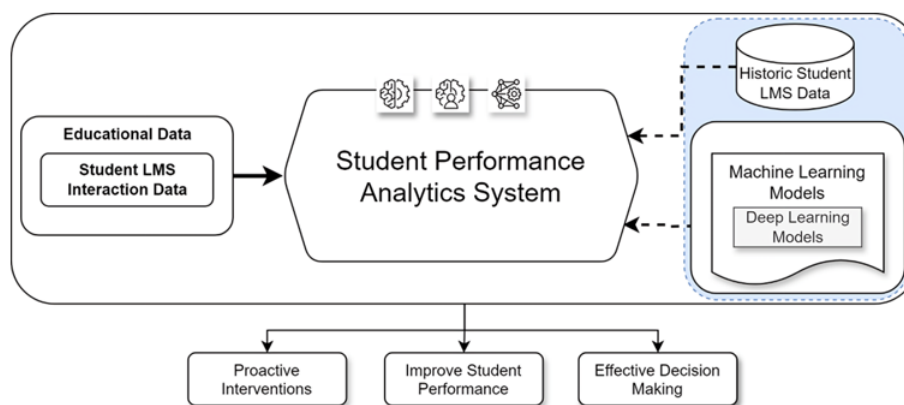 Educational Data
Student LMS
Interaction Data
Student Performance
Analytics System
Historic Student
LMS Data
Machine Learning
Models
Deep Learning
Models
Proactive
Interventions
Improve Student
Performance
Effective Decision
Making